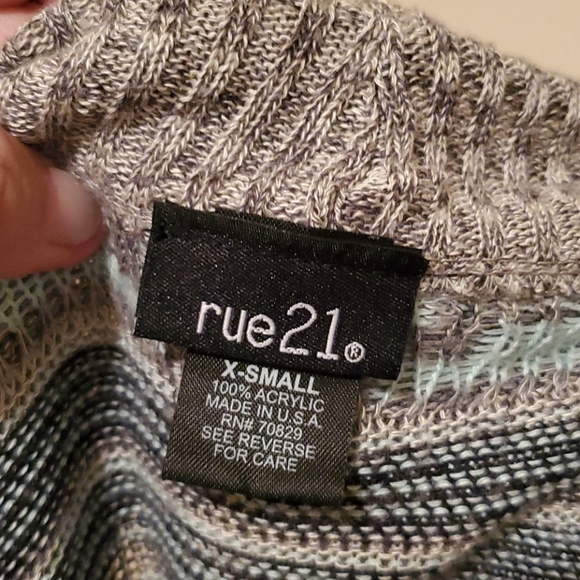 rue21®
X-SMALL
100% ACRYLIC
MADE IN U.S.A.
RN# 70829
SEE REVERSE
FOR CARE